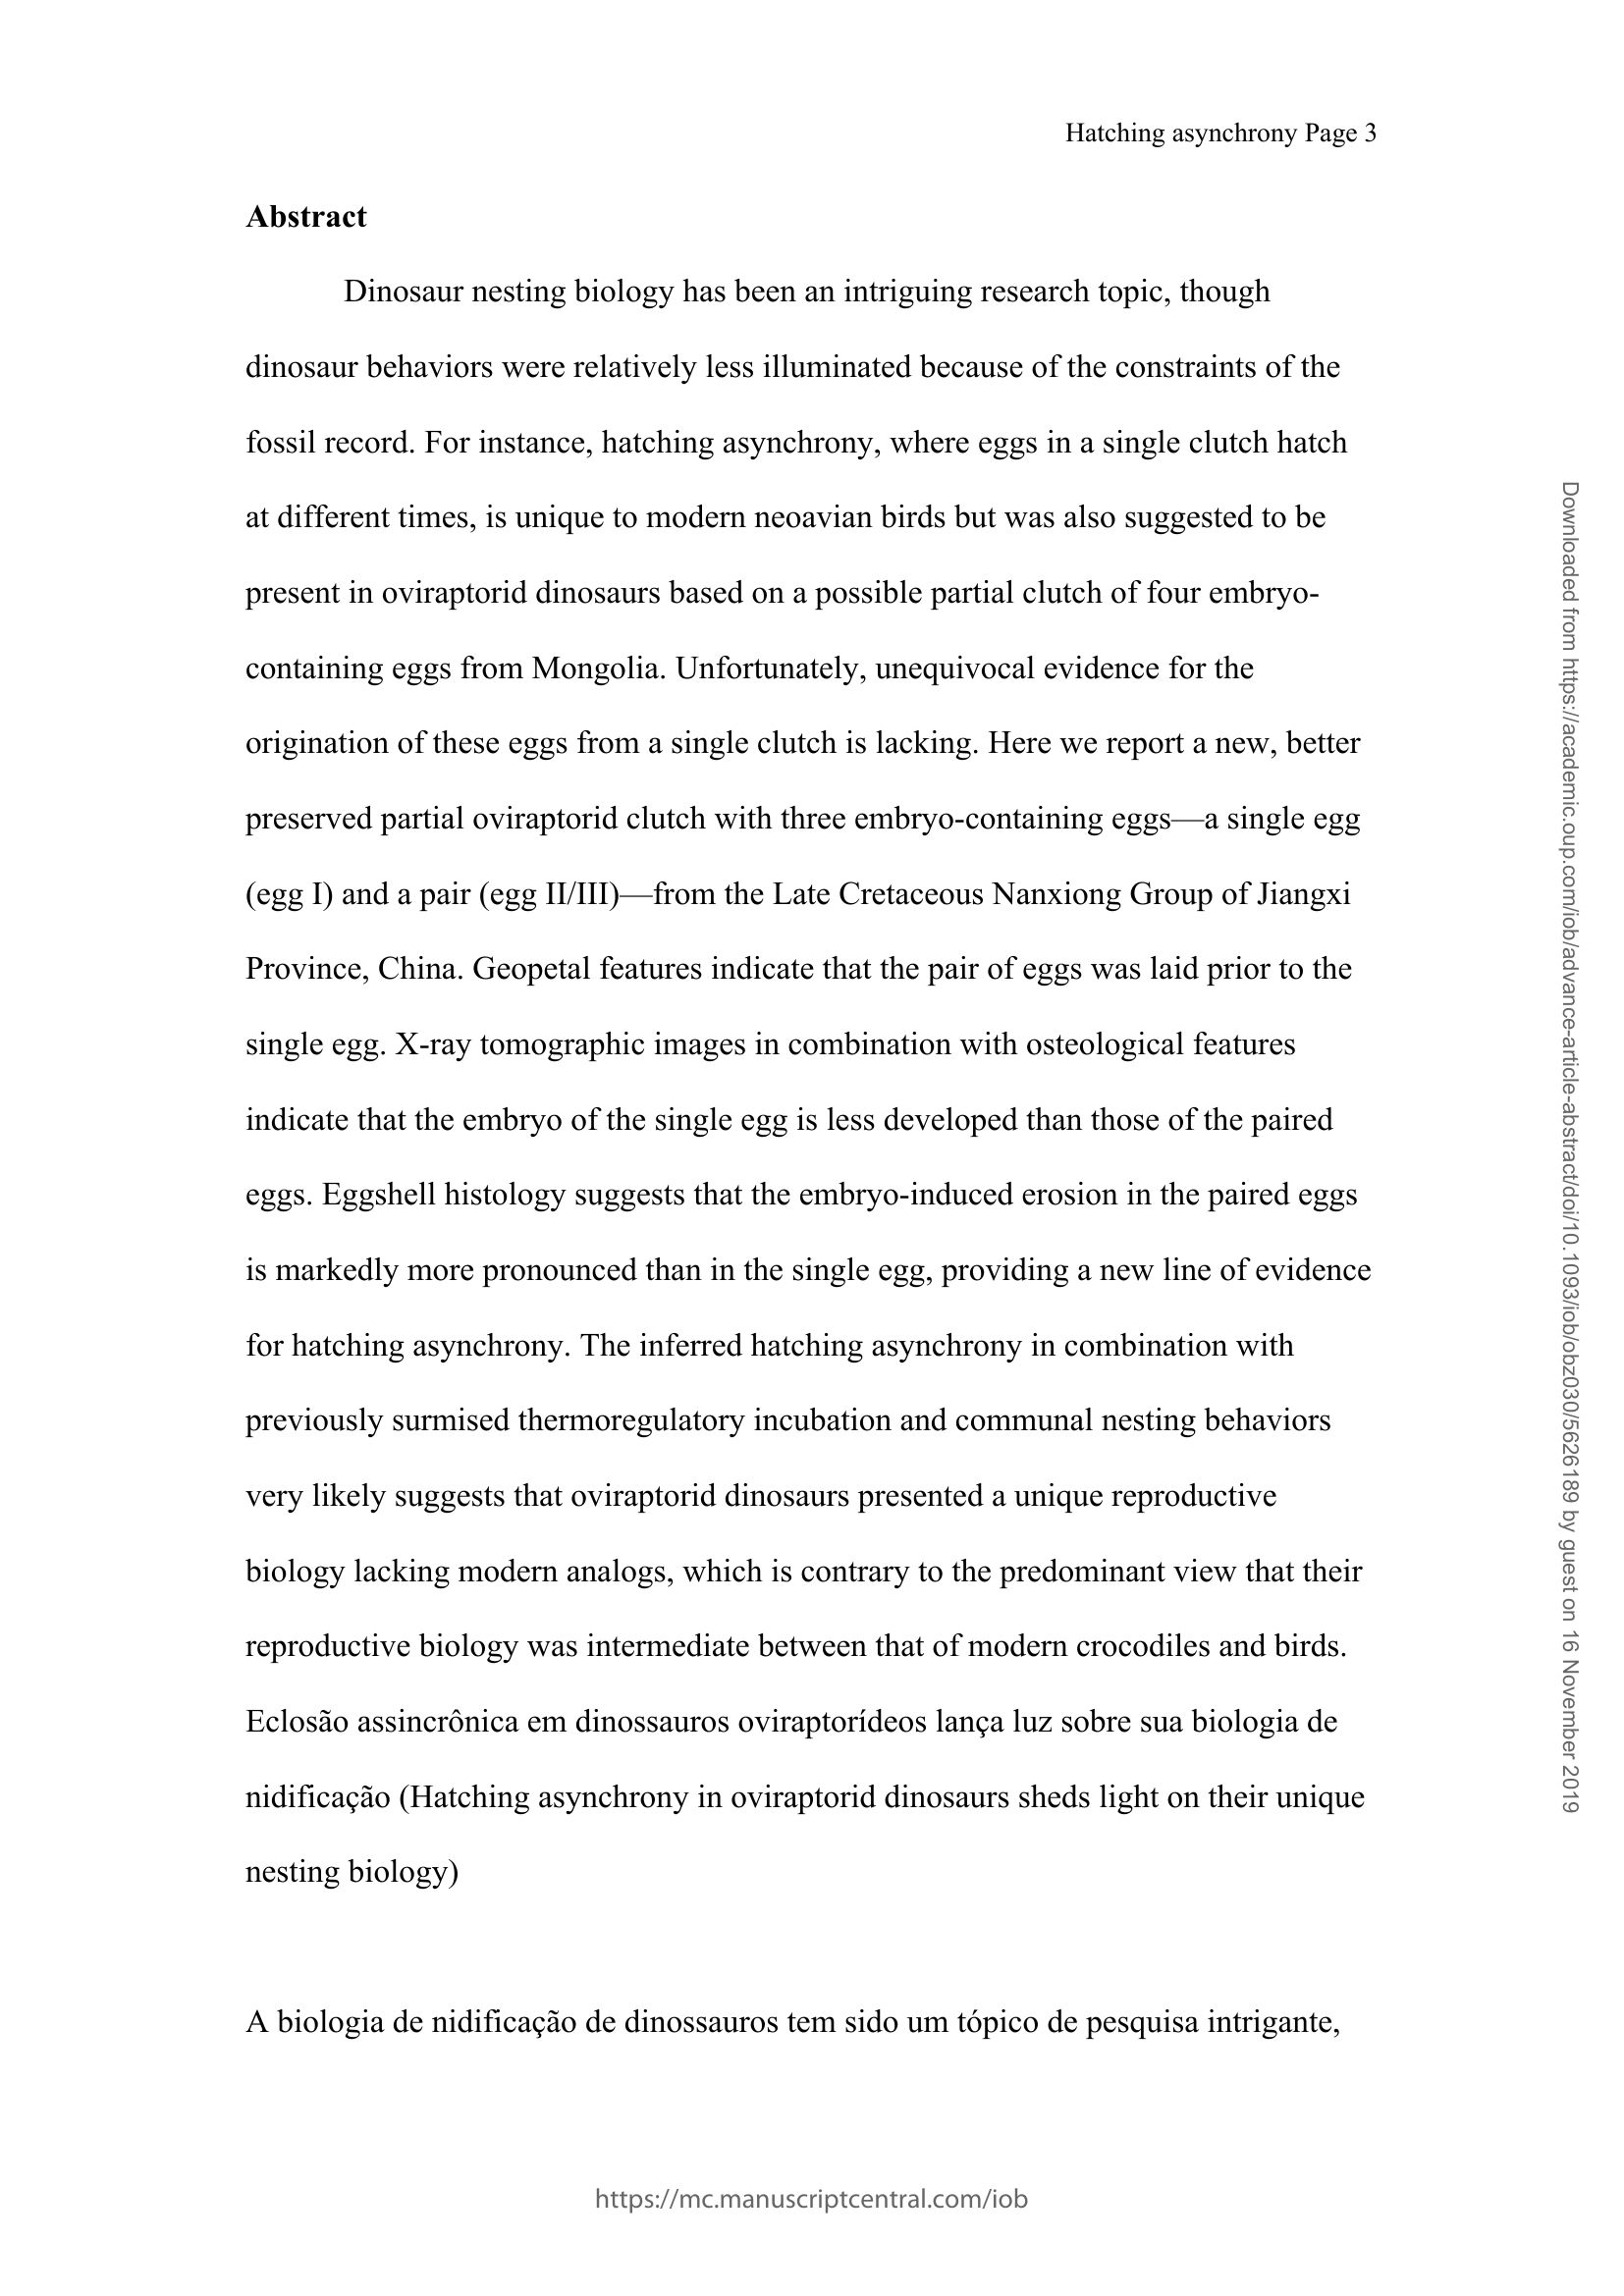 Hatching asynchrony Page 3
Abstract
Dinosaur nesting biology has been an intriguing research topic, though
dinosaur behaviors were relatively less illuminated because of the constraints of the
fossil record. For instance, hatching asynchrony, where eggs in a single clutch hatch
at different times, is unique to modern neoavian birds but was also suggested to be
present in oviraptorid dinosaurs based on a possible partial clutch of four embryo-
containing eggs from Mongolia. Unfortunately, unequivocal evidence for the
origination of these eggs from a single clutch is lacking. Here we report a new, better
preserved partial oviraptorid clutch with three embryo-containing eggs—a single egg
(egg I) and a pair (egg II/III)—from the Late Cretaceous Nanxiong Group of Jiangxi
Province, China. Geopetal features indicate that the pair of eggs was laid prior to the
single egg. X-ray tomographic images in combination with osteological features
indicate that the embryo of the single egg is less developed than those of the paired
eggs. Eggshell histology suggests that the embryo-induced erosion in the paired eggs
is markedly more pronounced than in the single egg, providing a new line of evidence
for hatching asynchrony. The inferred hatching asynchrony in combination with
previously surmised thermoregulatory incubation and communal nesting behaviors
very likely suggests that oviraptorid dinosaurs presented a unique reproductive
biology lacking modern analogs, which is contrary to the predominant view that their
reproductive biology was intermediate between that of modern crocodiles and birds.
Eclosão assincrônica em dinossauros oviraptorídeos lança luz sobre sua biologia de
nidificação (Hatching asynchrony in oviraptorid dinosaurs sheds light on their unique
nesting biology)
A biologia de nidificação de dinossauros tem sido um tópico de pesquisa intrigante,
https://mc.manuscriptcentral.com/iob
Downloaded from https://academic.oup.com/iob/advance-article-abstract/doi/10.1093/iob/obz030/5626189 by guest on 16 November 2019